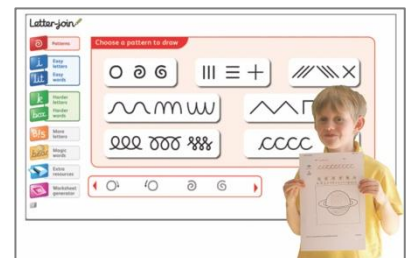 Letter-join
Choose a pattern to draw
Patterns
Easy
letters
Easy
words
Harder
letters
Harder
words
More
letters
Magic
words
Extra
resources
Worksheet
generator